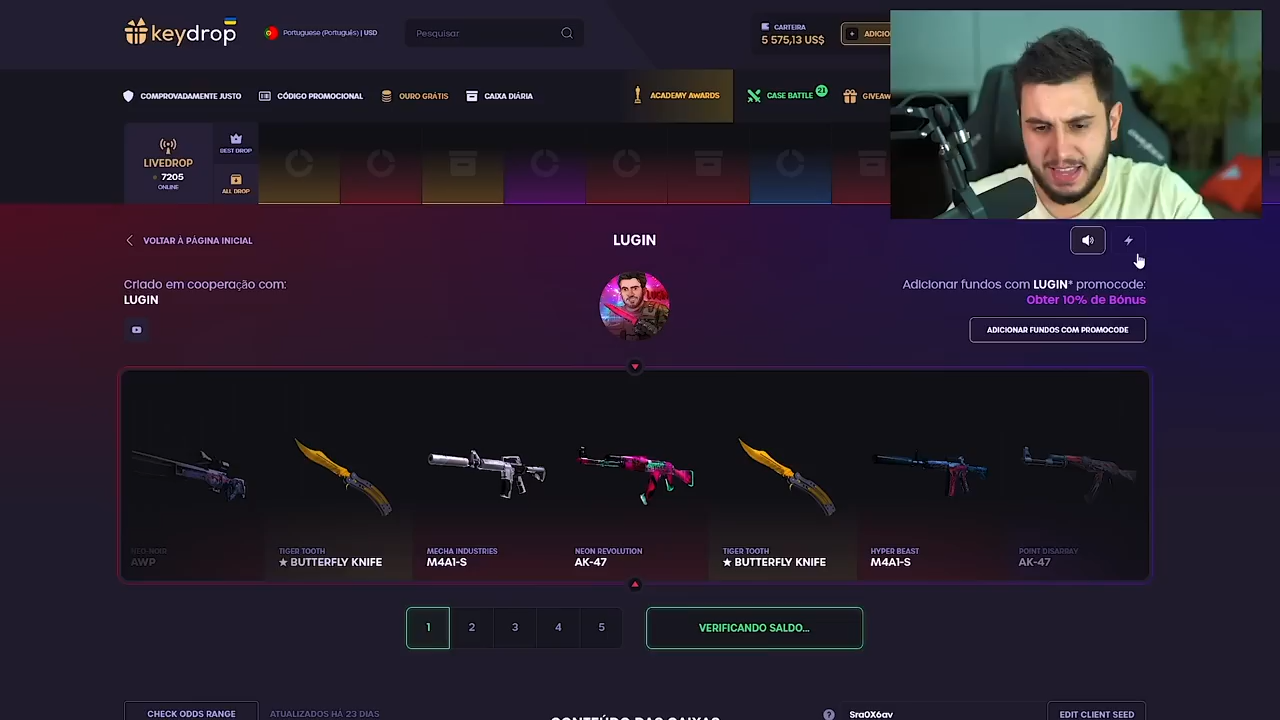 keydrop
Portuguese (Português) | USD
Pesquisar
CARTEIRA
5 575,13 US$
ADICIO
COMPROVADAMENTE JUSTO
CÓDIGO PROMOCIONAL
OURO GRÁTIS
CAIXA DIÁRIA
ACADEMY AWARDS
CASE BATTLE
21
GIVEAW
LIVEDROP
7205
ONLINE
BEST DROP
ALL DROP
VOLTAR À PÁGINA INICIAL
LUGIN
Criado em cooperação com:
LUGIN
Adicionar fundos com LUGIN* promocode:
Obter 10% de Bónus
ADICIONAR FUNDOS COM PROMOCODE
NEO-NOIR
AWP
TIGER TOOTH
★ BUTTERFLY KNIFE
MECHA INDUSTRIES
M4A1-S
NEON REVOLUTION
AK-47
TIGER TOOTH
★ BUTTERFLY KNIFE
HYPER BEAST
M4A1-S
POINT DISARRAY
AK-47
1 2 3 4 5
VERIFICANDO SALDO...
CHECK ODDS RANGE
ATUALIZADOS HÁ 23 DIAS
CONTEÚDO DAS CAIXAS
Sra0X6av
EDIT CLIENT SEED